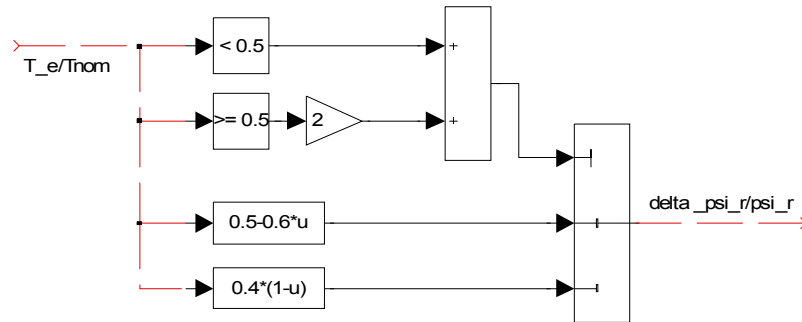 < 0.5
T_e/Tnom
+
>= 0.5
2
+
delta _psi_r/psi_r
0.5-0.6*u
0.4*(1-u)